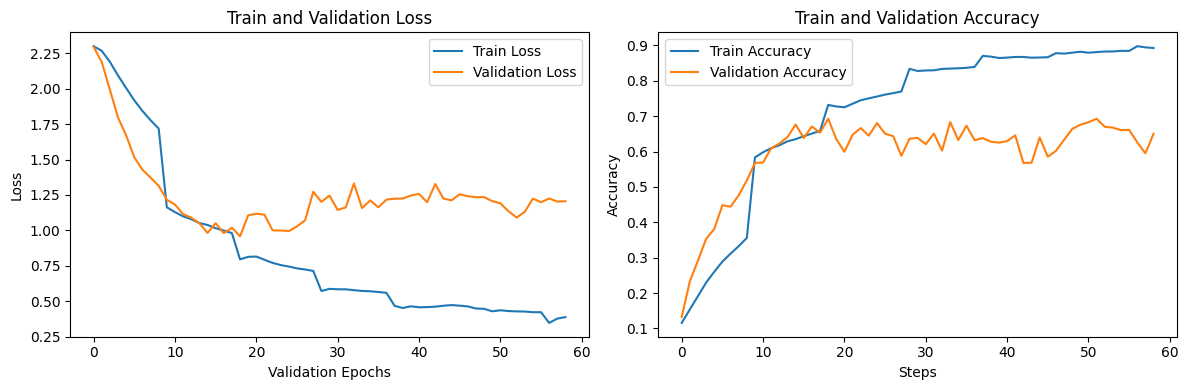 Train and Validation Loss
Train Loss
Validation Loss
2.25
2.00
1.75
1.50
1.25
1.00
0.75
0.50
0.25
Loss
0 10 20 30 40 50 60
Validation Epochs
Train and Validation Accuracy
Train Accuracy
Validation Accuracy
0.9
0.8
0.7
0.6
0.5
0.4
0.3
0.2
0.1
Accuracy
0 10 20 30 40 50 60
Steps